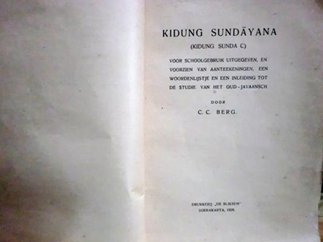 KIDUNG SUNDĀYANA
(KIDUNG SUNDA C)
VOOR SCHOOLGEBRUIK UITGEGEVEN, EN
VOORZIEN VAN AANTEEKENINGEN, EEN
WOORDENLIJSTJE EN EEN INLEIDING TOT
DE STUDIE VAN HET OUD-JAVAANSCH
DOOR
C. C. BERG.
DRUKKERIJ „DE BLIKSEM"
SOERAKARTA, 1928.